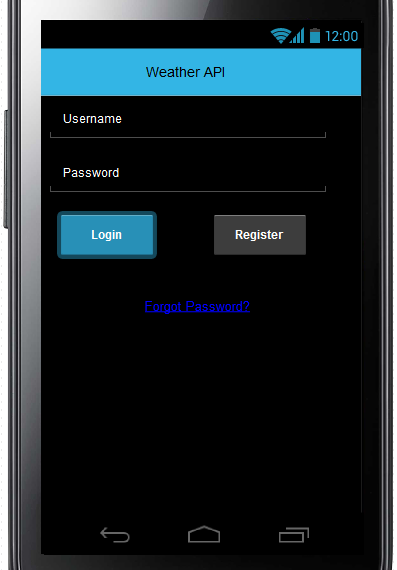 12:00
Weather API
Username
Password
Login
Register
Forgot Password?